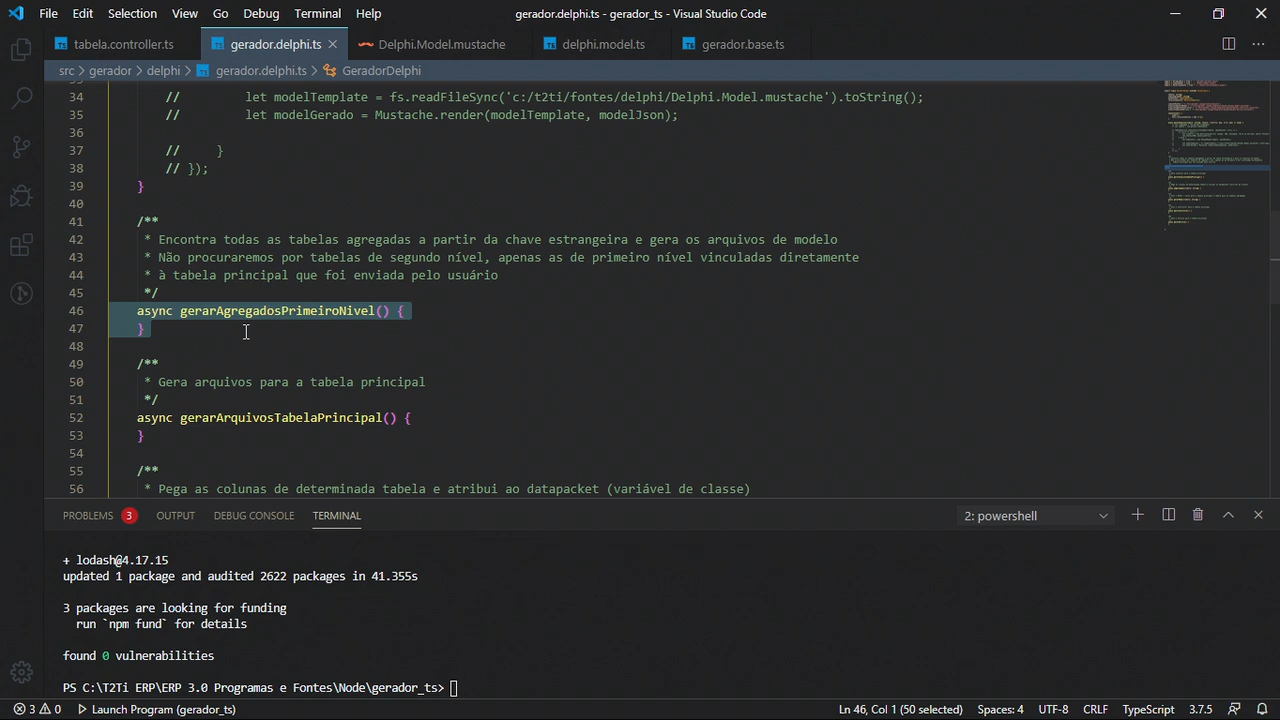 File Edit Selection View Go Debug Terminal Help gerador.delphi.ts - gerador_ts - Visual Studio Code
tabela.controller.ts gerador.delphi.ts Delphi.Model.mustache delphi.model.ts gerador.base.ts
src > gerador > delphi > gerador.delphi.ts > GeradorDelphi
34 // let modelTemplate = fs.readFileSync('c:/t2ti/fontes/delphi/Delphi.Model.mustache').toString();
35 // let modelGerado = Mustache.render(modelTemplate, modelJson);
36
37 // }
38 // });
39 }
40
41 /**
42 * Encontra todas as tabelas agregadas a partir da chave estrangeira e gera os arquivos de modelo
43 * Não procuraremos por tabelas de segundo nível, apenas as de primeiro nível vinculadas diretamente
44 * à tabela principal que foi enviada pelo usuário
45 */
46 async gerarAgregadosPrimeiroNivel() {
47 }
48
49 /**
50 * Gera arquivos para a tabela principal
51 */
52 async gerarArquivosTabelaPrincipal() {
53 }
54
55 /**
56 * Pega as colunas de determinada tabela e atribui ao datapacket (variável de classe)
PROBLEMS 3 OUTPUT DEBUG CONSOLE TERMINAL 2: powershell
+ lodash@4.17.15
updated 1 package and audited 2622 packages in 41.355s
3 packages are looking for funding
run `npm fund` for details
found 0 vulnerabilities
PS C:\T2Ti ERP\ERP 3.0 Programas e Fontes\Node\gerador_ts>
3 0 Launch Program (gerador_ts) Ln 46, Col 1 (50 selected) Spaces: 4 UTF-8 CRLF TypeScript 3.7.5